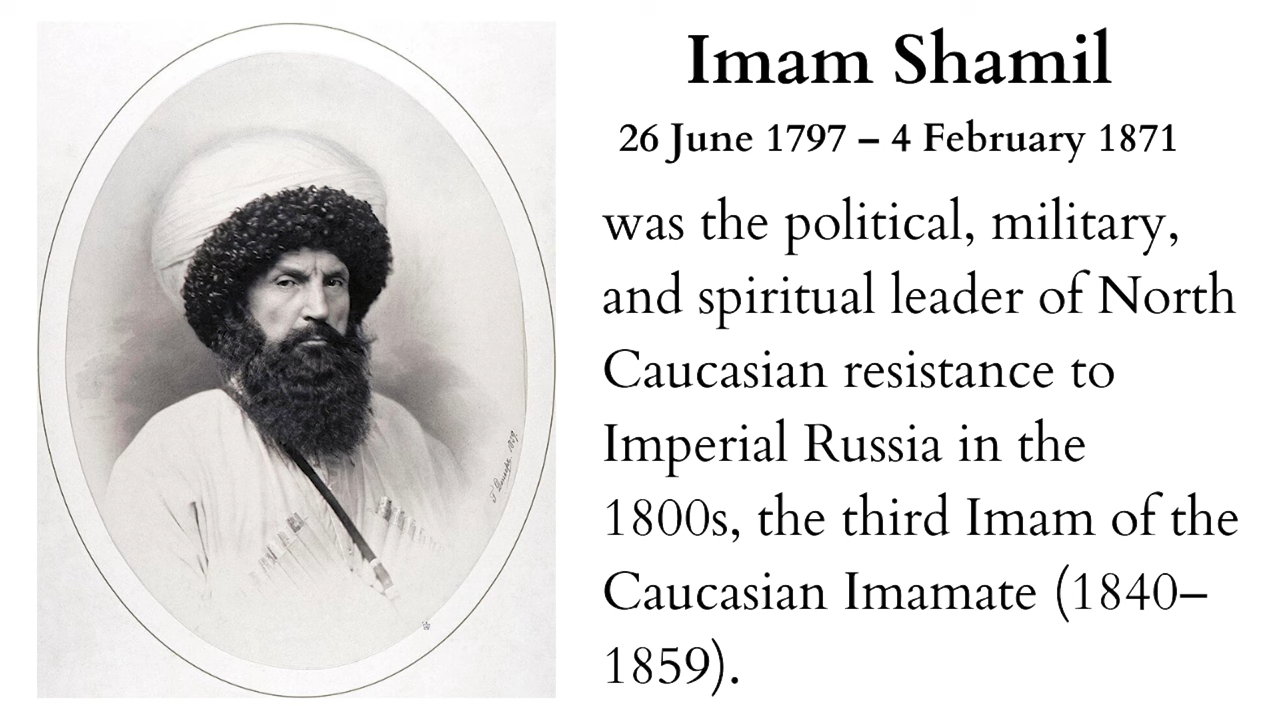 Imam Shamil
26 June 1797 – 4 February 1871
was the political, military,
and spiritual leader of North
Caucasian resistance to
Imperial Russia in the
1800s, the third Imam of the
Caucasian Imamate (1840–
1859).